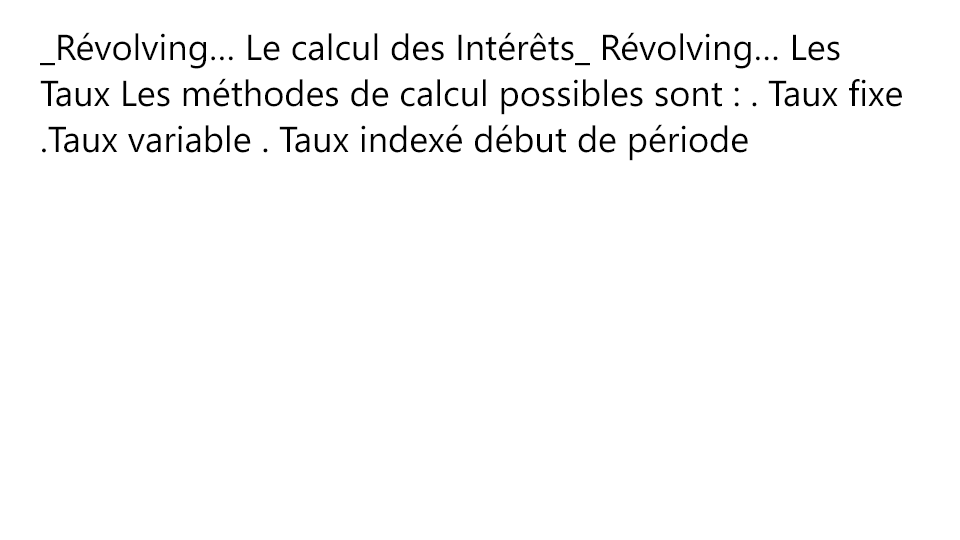 _Révolving... Le calcul des Intérêts_ Révolving... Les
Taux Les méthodes de calcul possibles sont : . Taux fixe
.Taux variable . Taux indexé début de période